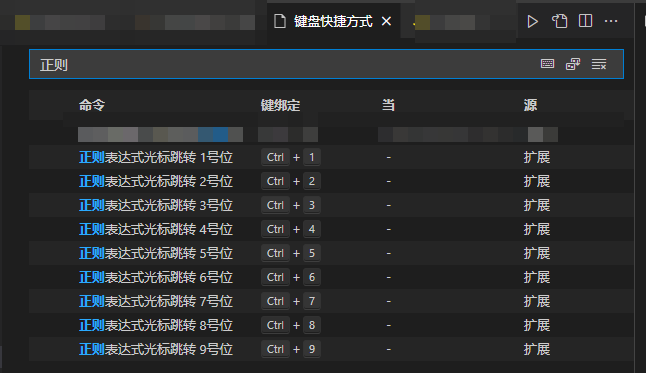 键盘快捷方式
正则
命令 键绑定 当 源
正则表达式光标跳转 1号位 Ctrl + 1 - 扩展
正则表达式光标跳转 2号位 Ctrl + 2 - 扩展
正则表达式光标跳转 3号位 Ctrl + 3 - 扩展
正则表达式光标跳转 4号位 Ctrl + 4 - 扩展
正则表达式光标跳转 5号位 Ctrl + 5 - 扩展
正则表达式光标跳转 6号位 Ctrl + 6 - 扩展
正则表达式光标跳转 7号位 Ctrl + 7 - 扩展
正则表达式光标跳转 8号位 Ctrl + 8 - 扩展
正则表达式光标跳转 9号位 Ctrl + 9 - 扩展